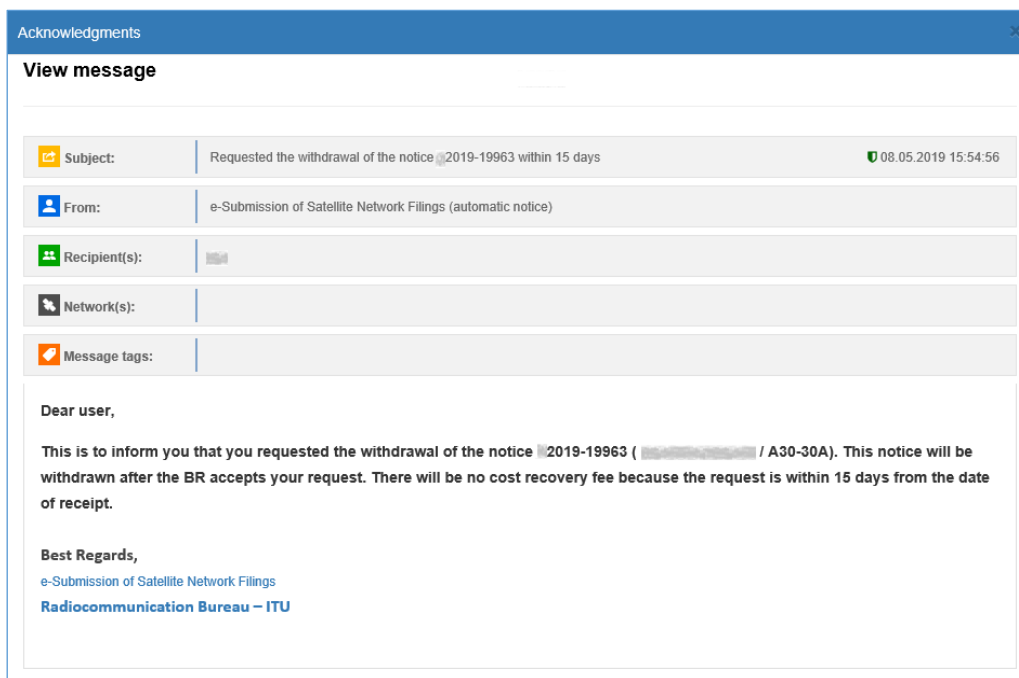 Acknowledgments
View message
Subject: Requested the withdrawal of the notice 2019-19963 within 15 days 08.05.2019 15:54:56
From: e-Submission of Satellite Network Filings (automatic notice)
Recipient(s):
Network(s):
Message tags:
Dear user,
This is to inform you that you requested the withdrawal of the notice 2019-19963 ( / A30-30A). This notice will be
withdrawn after the BR accepts your request. There will be no cost recovery fee because the request is within 15 days from the date
of receipt.
Best Regards,
e-Submission of Satellite Network Filings
Radiocommunication Bureau – ITU